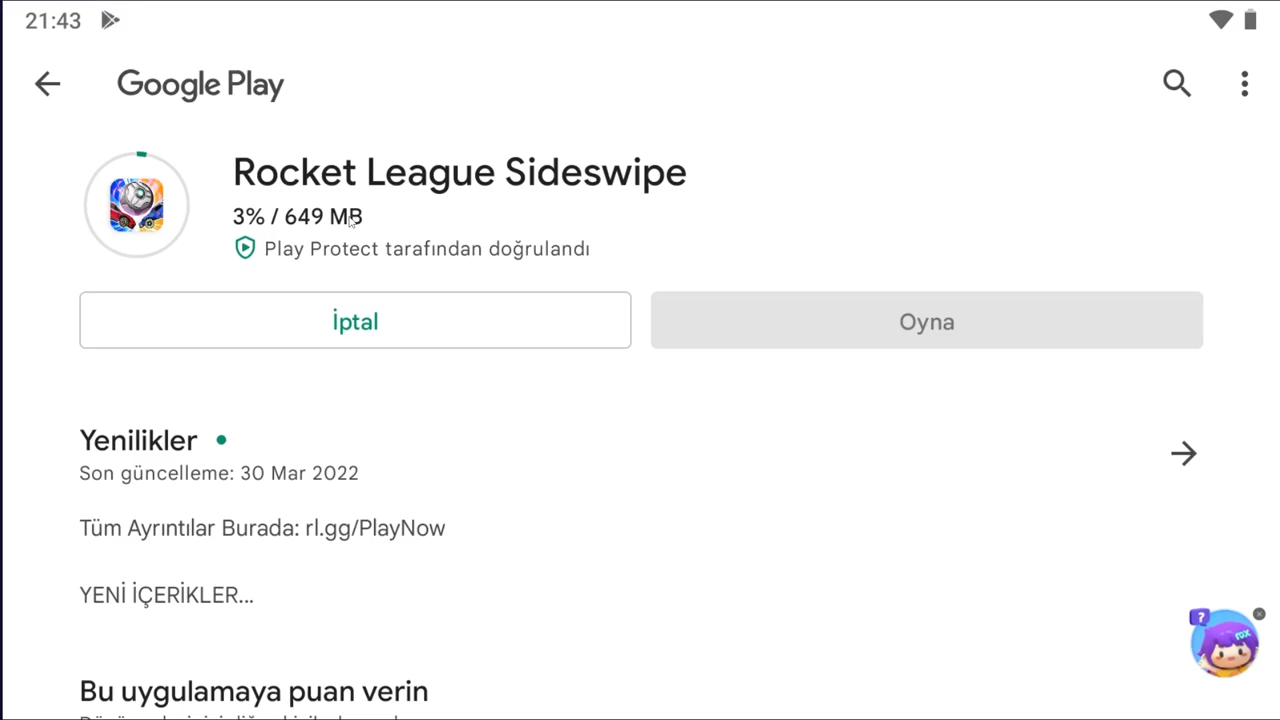 21:43
Google Play
Rocket League Sideswipe
3% / 649 MB
Play Protect tarafından doğrulandı
İptal
Oyna
Yenilikler
Son güncelleme: 30 Mar 2022
Tüm Ayrıntılar Burada: rl.gg/PlayNow
YENİ İÇERİKLER...
?
rox
Bu uygulamaya puan verin